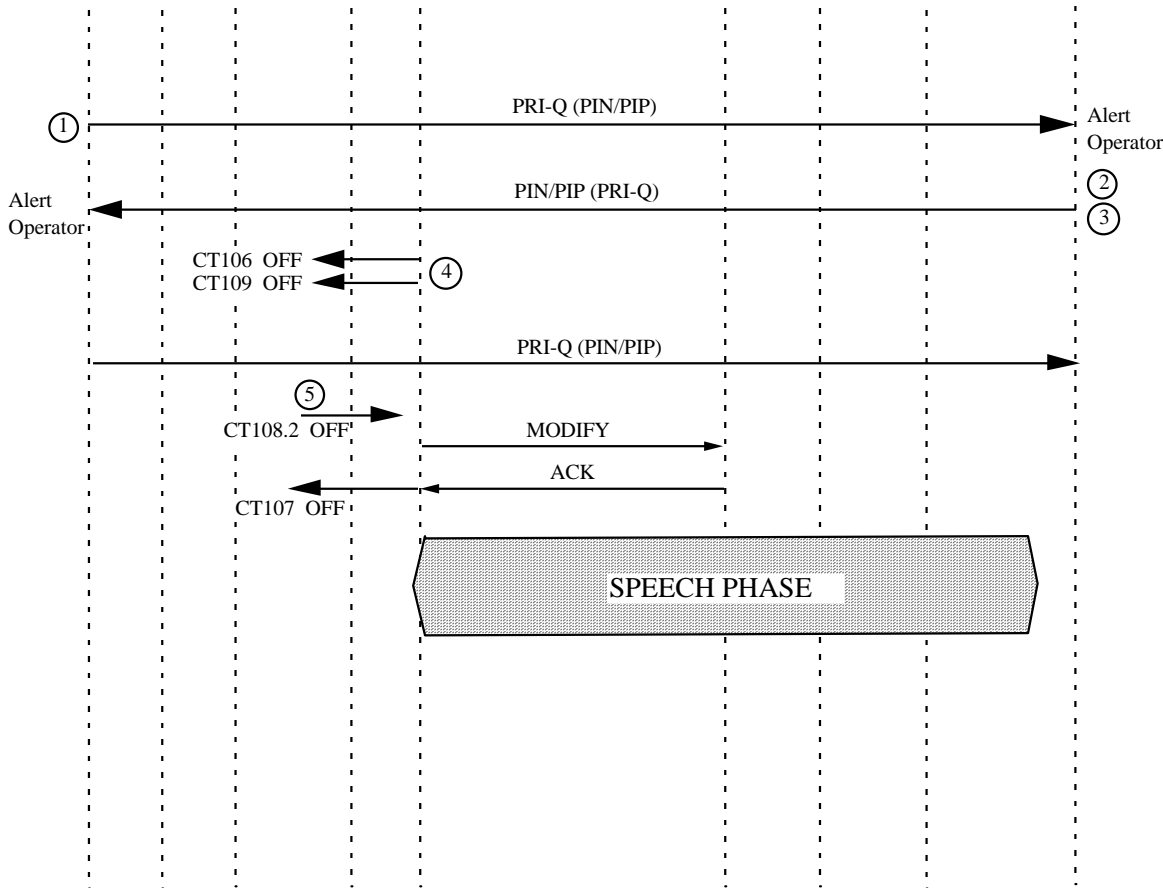 PRI-Q (PIN/PIP)
1
Alert
Operator
PIN/PIP (PRI-Q)
2
Alert
Operator
3
CT106 OFF
4
CT109 OFF
PRI-Q (PIN/PIP)
5
CT108.2 OFF
MODIFY
ACK
CT107 OFF
SPEECH PHASE